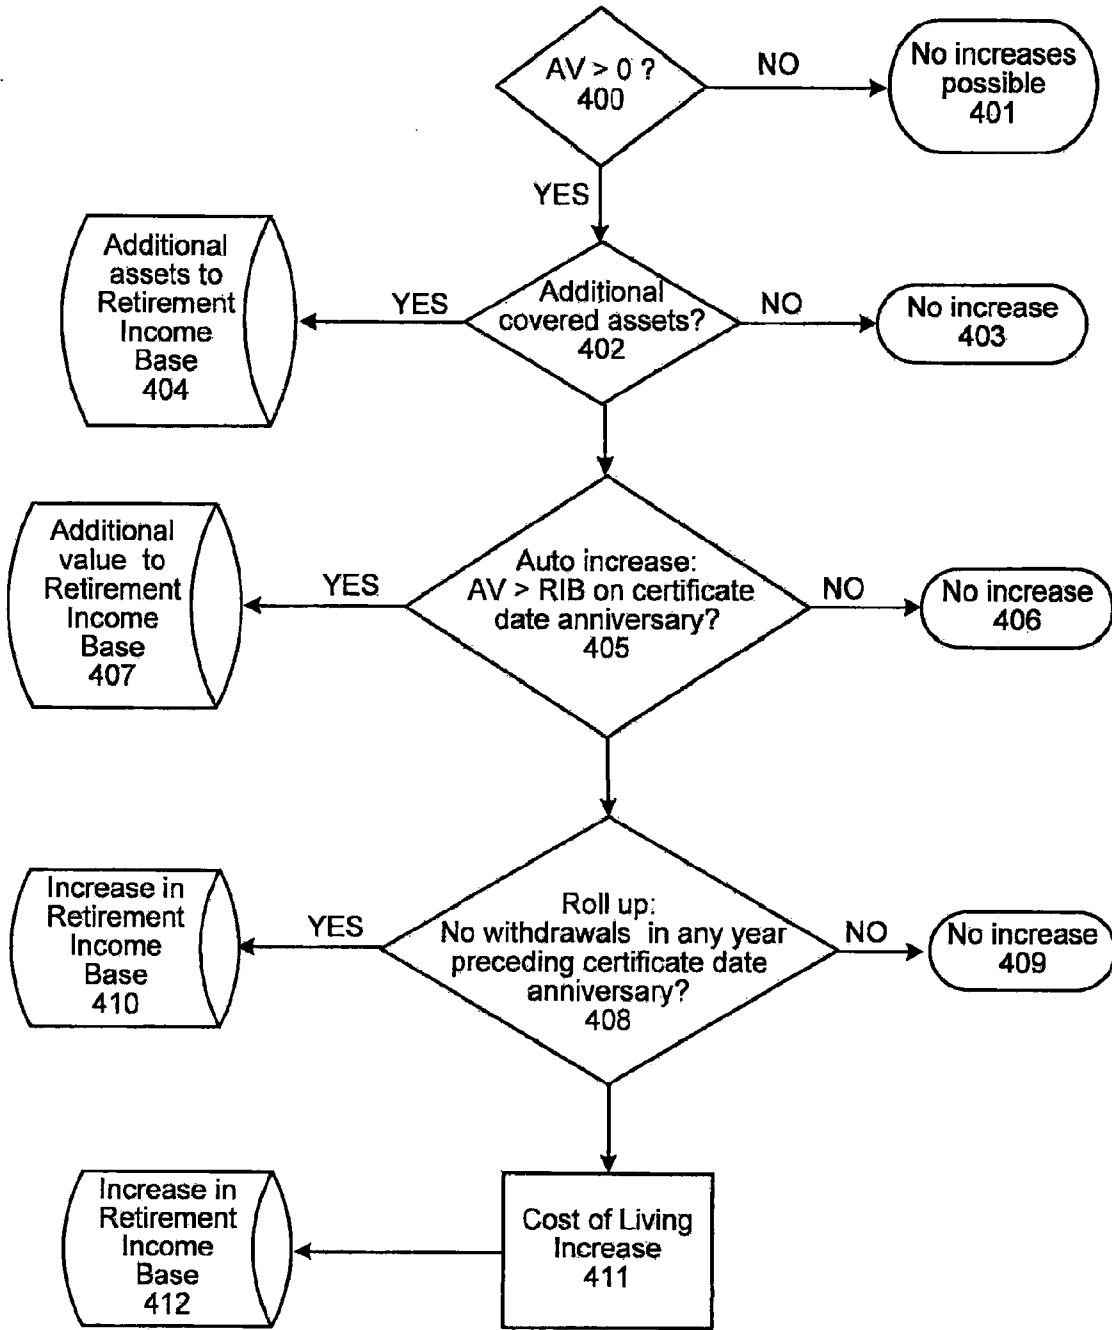 AV > 0 ?
400
NO
No increases
possible
401
YES
Additional
assets to
Retirement
Income
Base
404
YES
Additional
covered assets?
402
NO
No increase
403
Additional
value to
Retirement
Income
Base
407
YES
Auto increase:
AV > RIB on certificate
date anniversary?
405
NO
No increase
406
Increase in
Retirement
Income
Base
410
YES
Roll up:
No withdrawals in any year
preceding certificate date
anniversary?
408
NO
No increase
409
Increase in
Retirement
Income
Base
412
Cost of Living
Increase
411